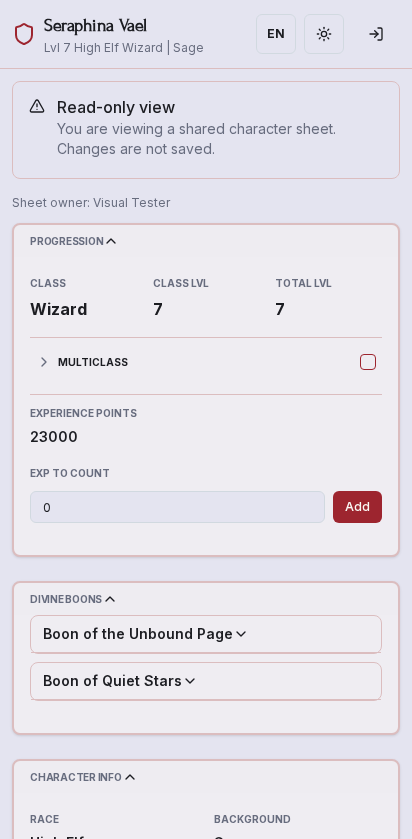 Seraphina Vael
Lvl 7 High Elf Wizard | Sage
EN
Read-only view
You are viewing a shared character sheet.
Changes are not saved.
Sheet owner: Visual Tester
PROGRESSION
CLASS CLASS LVL TOTAL LVL
Wizard 7 7
MULTICLASS
EXPERIENCE POINTS
23000
EXP TO COUNT
0 Add
DIVINE BOONS
Boon of the Unbound Page
Boon of Quiet Stars
CHARACTER INFO
RACE BACKGROUND